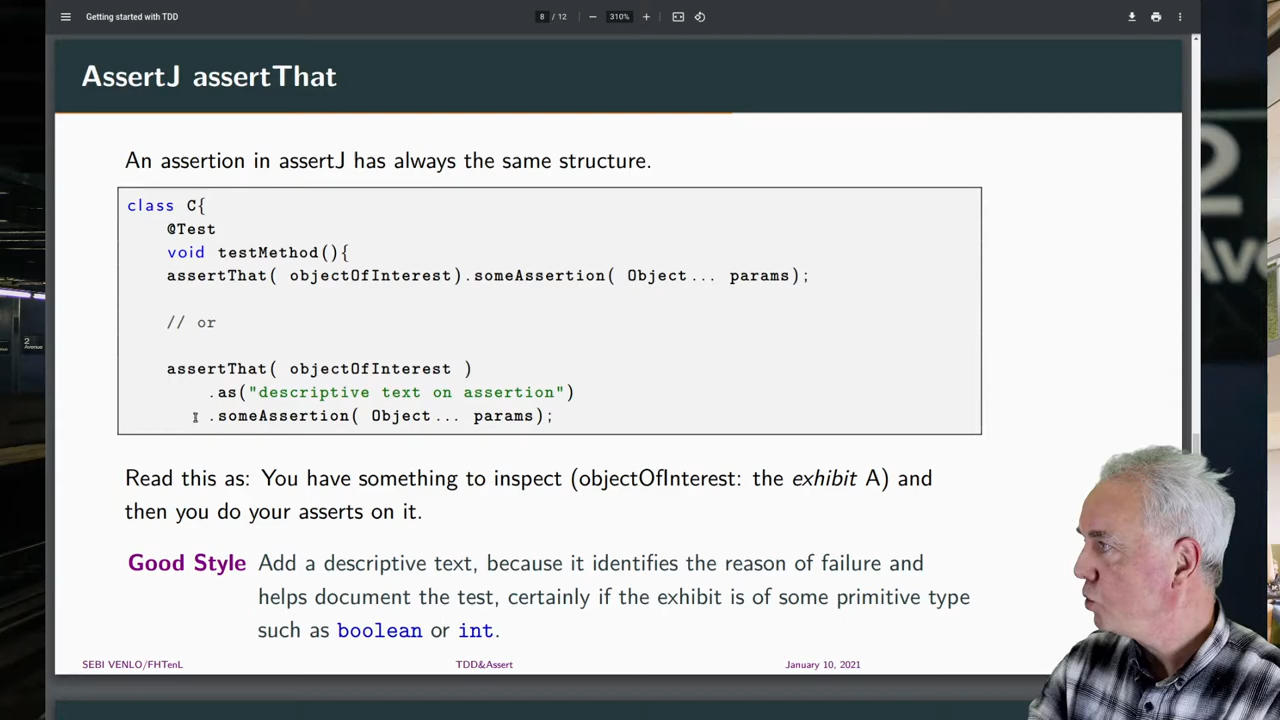 Getting started with TDD
8 / 12
310%
AssertJ assertThat
An assertion in assertJ has always the same structure.
class C{
@Test
void testMethod(){
assertThat( objectOfInterest).someAssertion( Object... params);
// or
assertThat( objectOfInterest )
.as("descriptive text on assertion")
.someAssertion( Object... params);
Read this as: You have something to inspect (objectOfInterest: the exhibit A) and
then you do your asserts on it.
Good Style Add a descriptive text, because it identifies the reason of failure and
helps document the test, certainly if the exhibit is of some primitive type
such as boolean or int.
SEBI VENLO/FHTenL
TDD&Assert
January 10, 2021
2
Av
2
Avenue